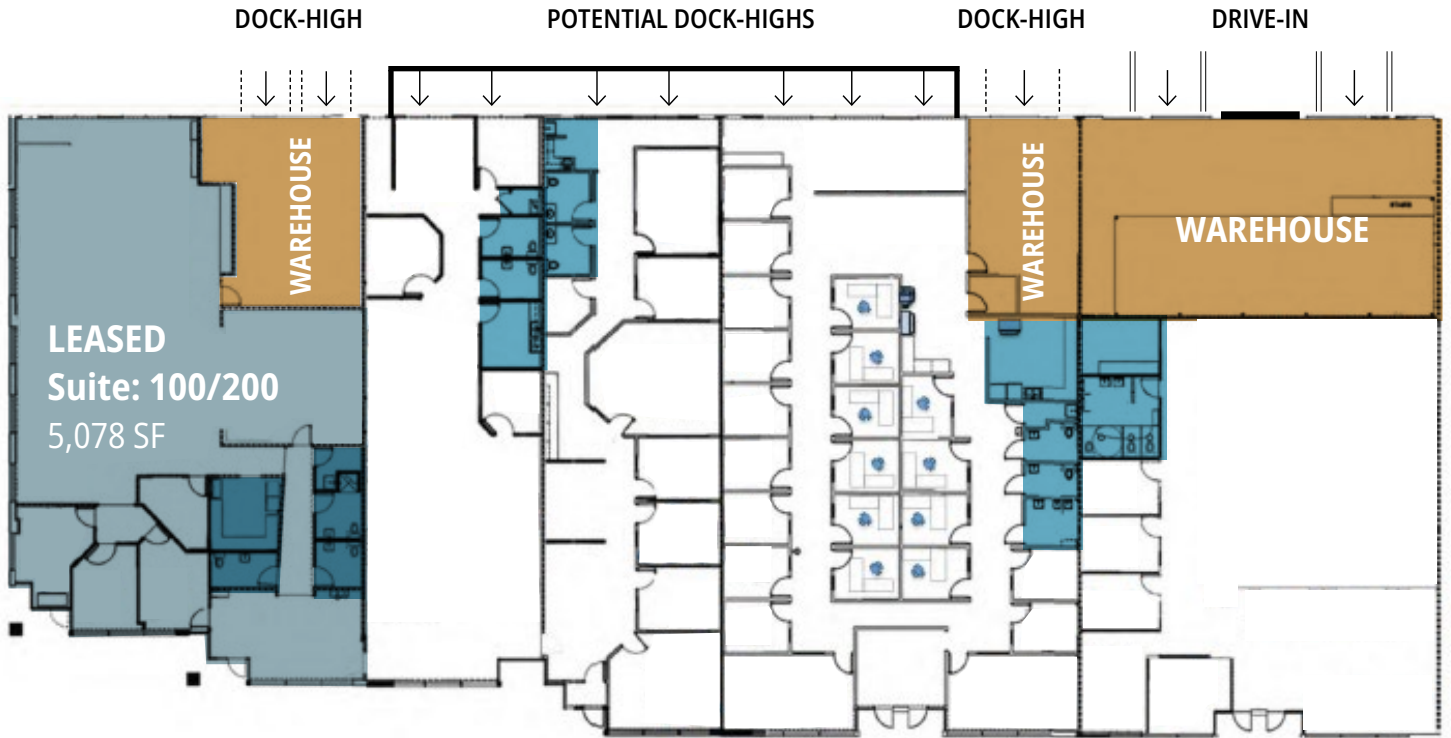 DOCK-HIGH
POTENTIAL DOCK-HIGHS
DOCK-HIGH
DRIVE-IN
WAREHOUSE
WAREHOUSE
WAREHOUSE
LEASED
Suite: 100/200
5,078 SF